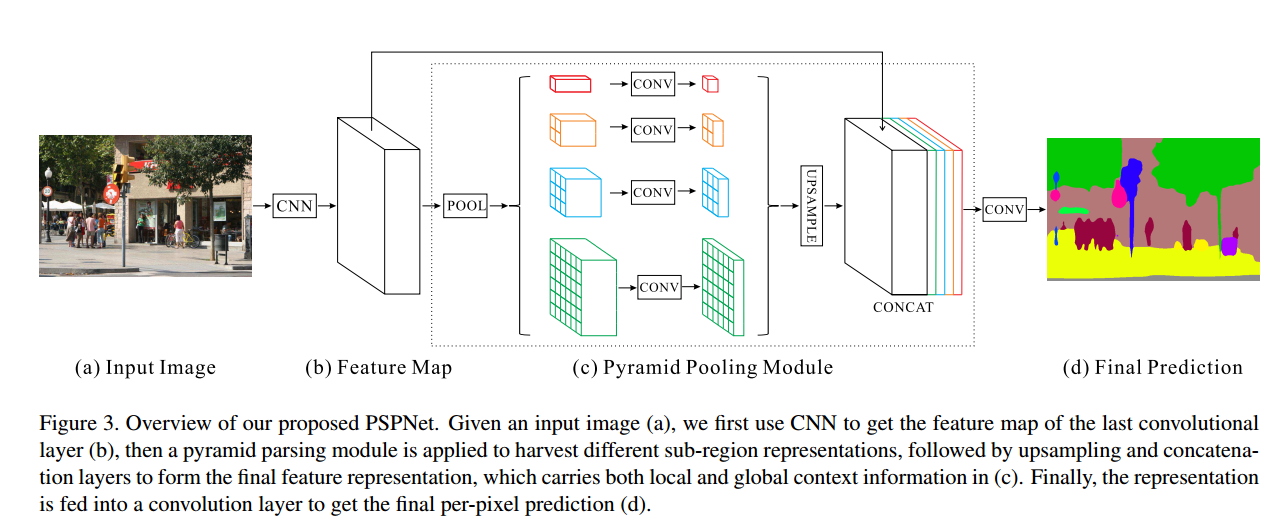 CONV
CONV
CNN
POOL
CONV
UPSAMPLE
CONV
CONV
CONCAT
(a) Input Image
(b) Feature Map
(c) Pyramid Pooling Module
(d) Final Prediction
Figure 3. Overview of our proposed PSPNet. Given an input image (a), we first use CNN to get the feature map of the last convolutional
layer (b), then a pyramid parsing module is applied to harvest different sub-region representations, followed by upsampling and concatena-
tion layers to form the final feature representation, which carries both local and global context information in (c). Finally, the representation
is fed into a convolution layer to get the final per-pixel prediction (d).